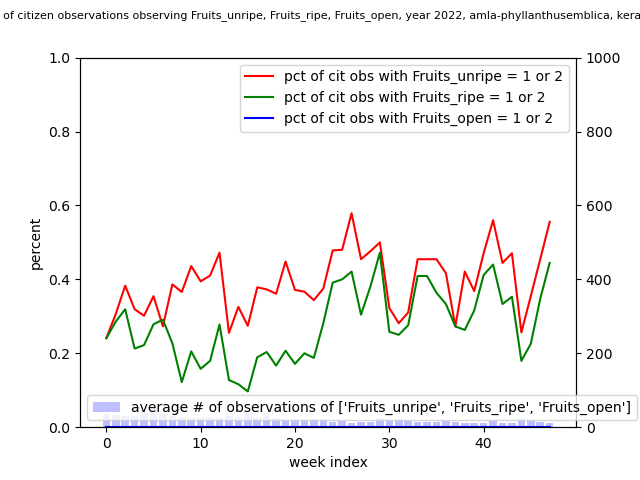 of citizen observations observing Fruits_unripe, Fruits_ripe, Fruits_open, year 2022, amla-phyllanthusemblica, kera
1.0
0.8
0.6
0.4
0.2
0.0
percent
1000
800
600
400
200
0
pct of cit obs with Fruits_unripe = 1 or 2
pct of cit obs with Fruits_ripe = 1 or 2
pct of cit obs with Fruits_open = 1 or 2
average # of observations of ['Fruits_unripe', 'Fruits_ripe', 'Fruits_open']
0 10 20 30 40
week index